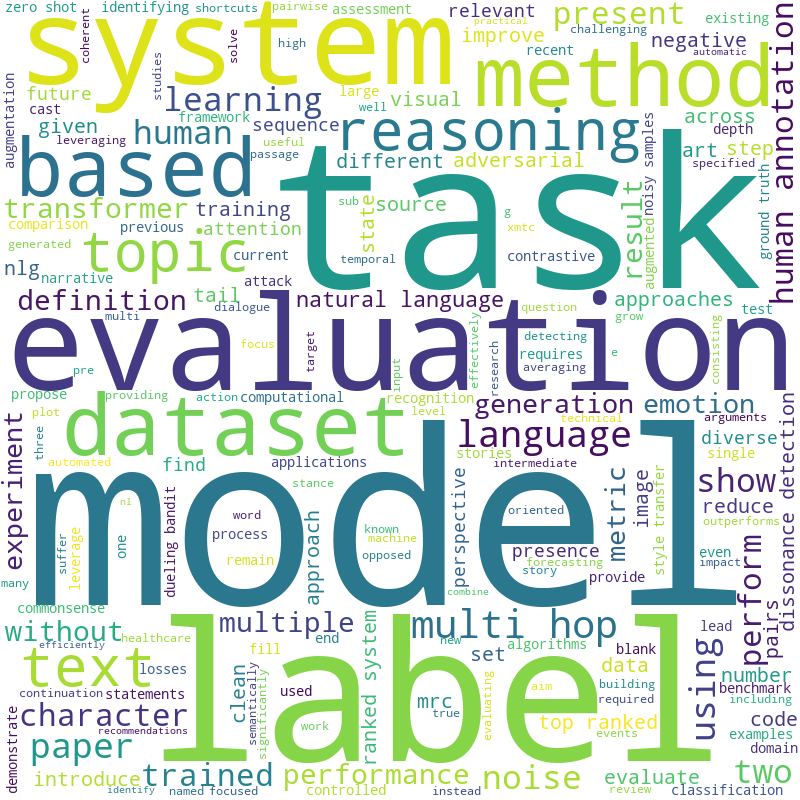 zero shot
identifying
shortcuts
pairwise
assessment
relevant
present
existing
coherent
system
solve
practical
challenging
improve
negative
studies
high
recent
automatic
method
human annotation
augmentation
future
learning
large
visual
cast
framework
sequence
well
across
given
human
reasoning
depth
leveraging
useful
passage
different
adversarial
art
step
specified
based
task
noisy samples
ground truth
transformer
training
sub
source
state
g
result
augmented
comparison
previous
attention
xmtc
generated
topic
current
temporal
contrastive
nlg
narrative
tail
attack
definition
natural language
approaches
test
multi
dialogue
question
grow
evaluation
focus
target
effectively
research
detecting
requires
averaging
e
consisting
pre
propose
providing
action
computational
input
recognition
level
generation
emotion
plot
dataset
language
technical
arguments
diverse
single
three
experiment
automated
find
applications
stories
intermediate
show
dissonance detection
stance
perspective
metric
image
style transfer
reduce
outperforms
model
nl
word
oriented
one
dueling bandit
process
approach
known
machine
presence
suffer
leverage
remain
opposed
forecasting
story
provide
even
impact
many
combine
commonsense
perform
pairs
without
efficiently
healthcare
multiple
end
multi hop
new
algorithms
lead
text
label
fill
set
blank
using
number
losses
clean
semantically
significantly
ranked system
data
building
benchmark
continuation
statements
used
mrc
evaluating
aim
required
including
character
work
true
top ranked
events
code
examples
demonstrate
recommendations
domain
paper
introduce
trained
performance
noise
evaluate
two
identify
named
focused
controlled
instead
review
classification